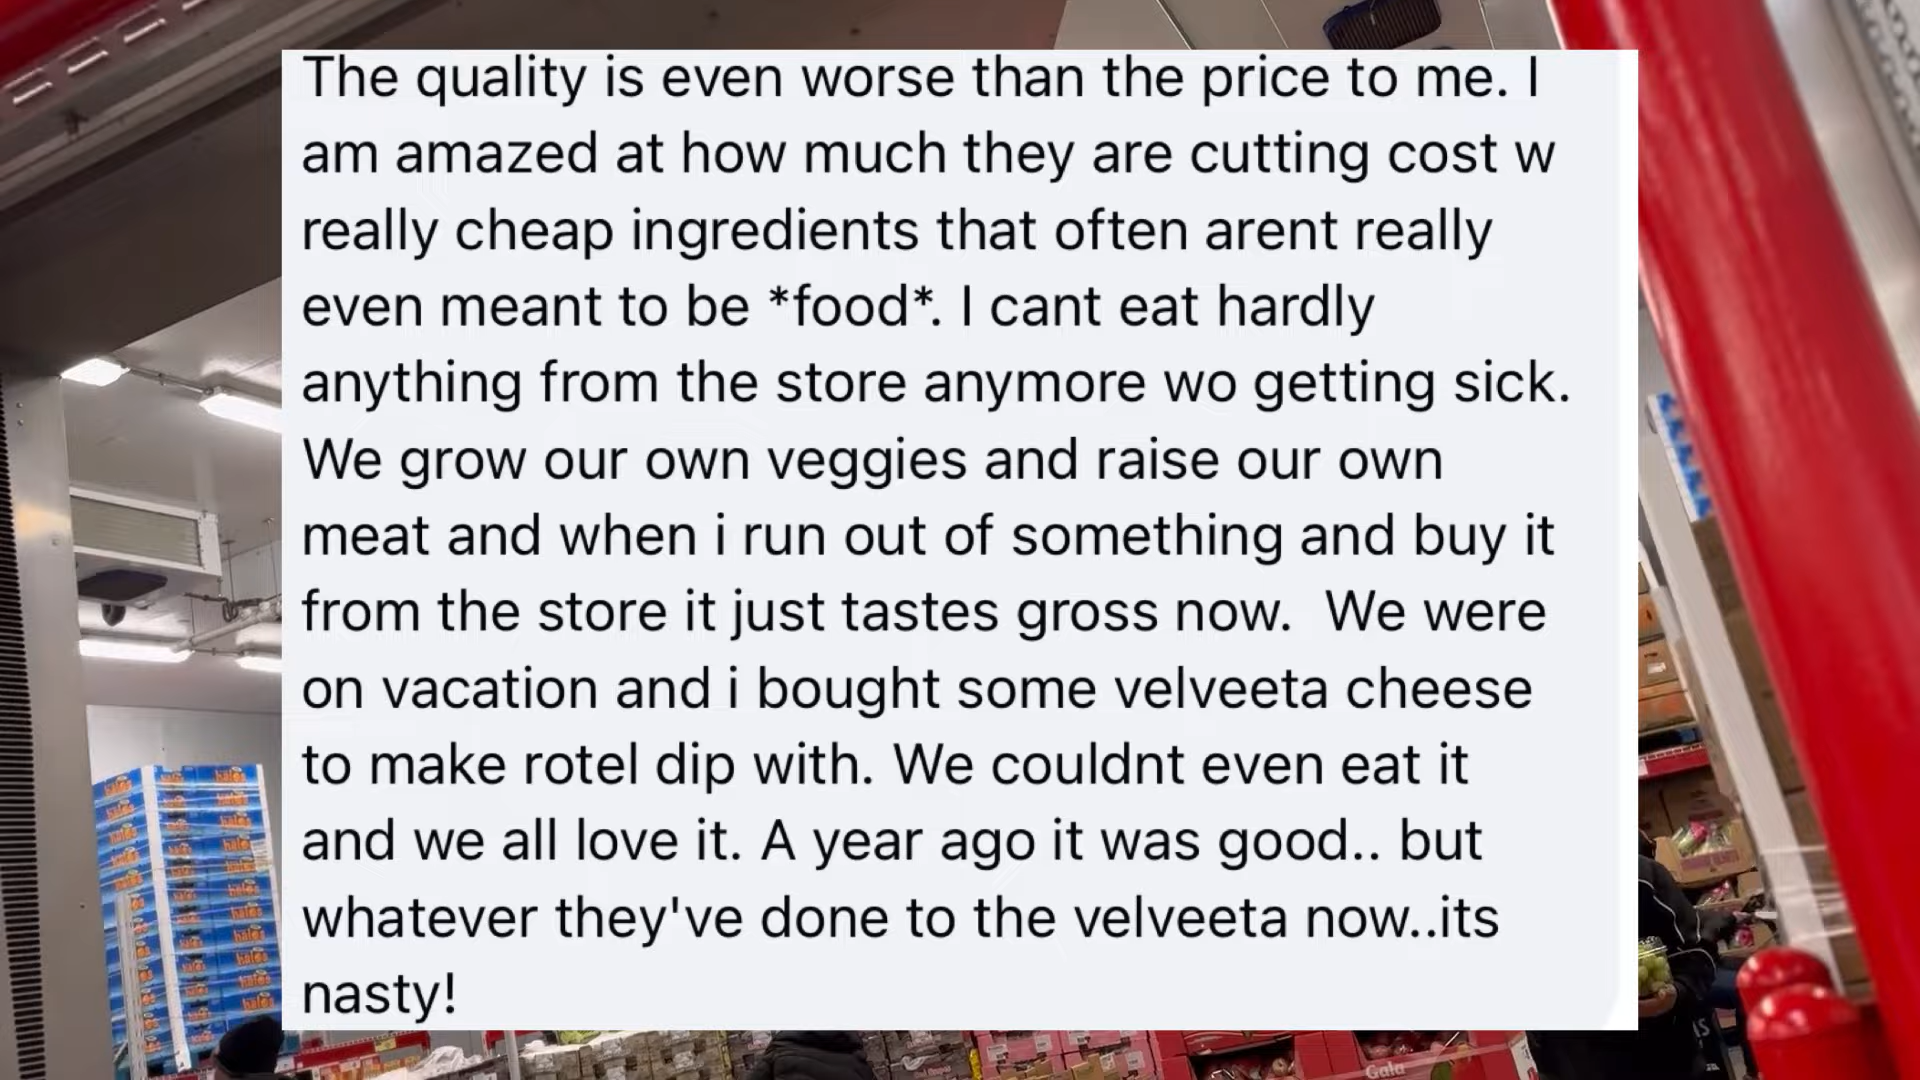 The quality is even worse than the price to me. I
am amazed at how much they are cutting cost w
really cheap ingredients that often arent really
even meant to be *food*. I cant eat hardly
anything from the store anymore wo getting sick.
We grow our own veggies and raise our own
meat and when i run out of something and buy it
from the store it just tastes gross now.  We were
on vacation and i bought some velveeta cheese
to make rotel dip with. We couldnt even eat it
and we all love it. A year ago it was good.. but
whatever they've done to the velveeta now..its
nasty!
halos
Gala